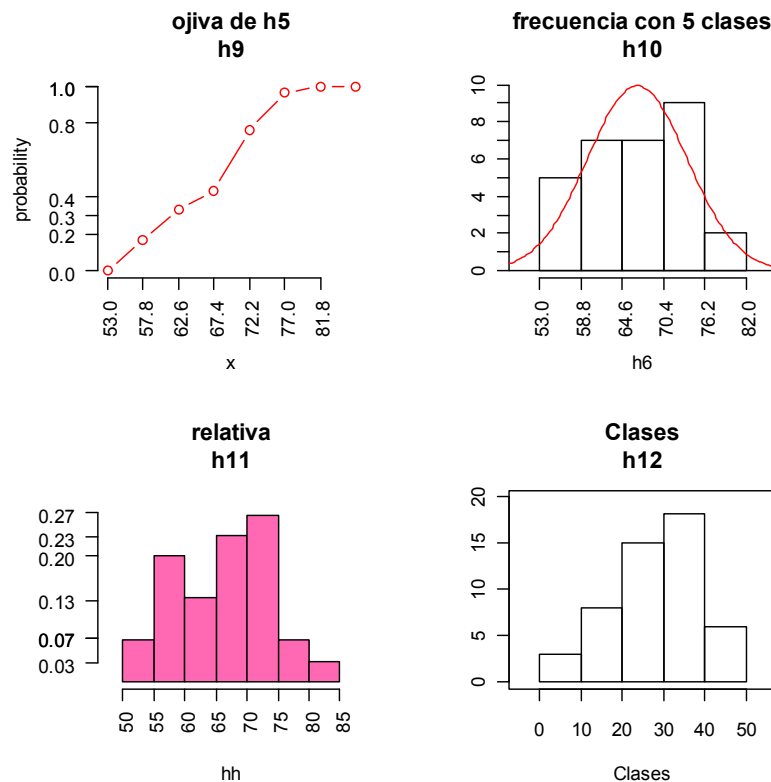 ojiva de h5
h9
probability
1.0
0.8
0.4
0.3
0.2
0.0
53.0 57.8 62.6 67.4 72.2 77.0 81.8
x
frecuencia con 5 clases
h10
10
8
6
4
2
0
53.0 58.8 64.6 70.4 76.2 82.0
h6
relativa
h11
0.27
0.23
0.20
0.13
0.07
0.03
50 55 60 65 70 75 80 85
hh
Clases
h12
20
15
10
5
0
0 10 20 30 40 50
Clases